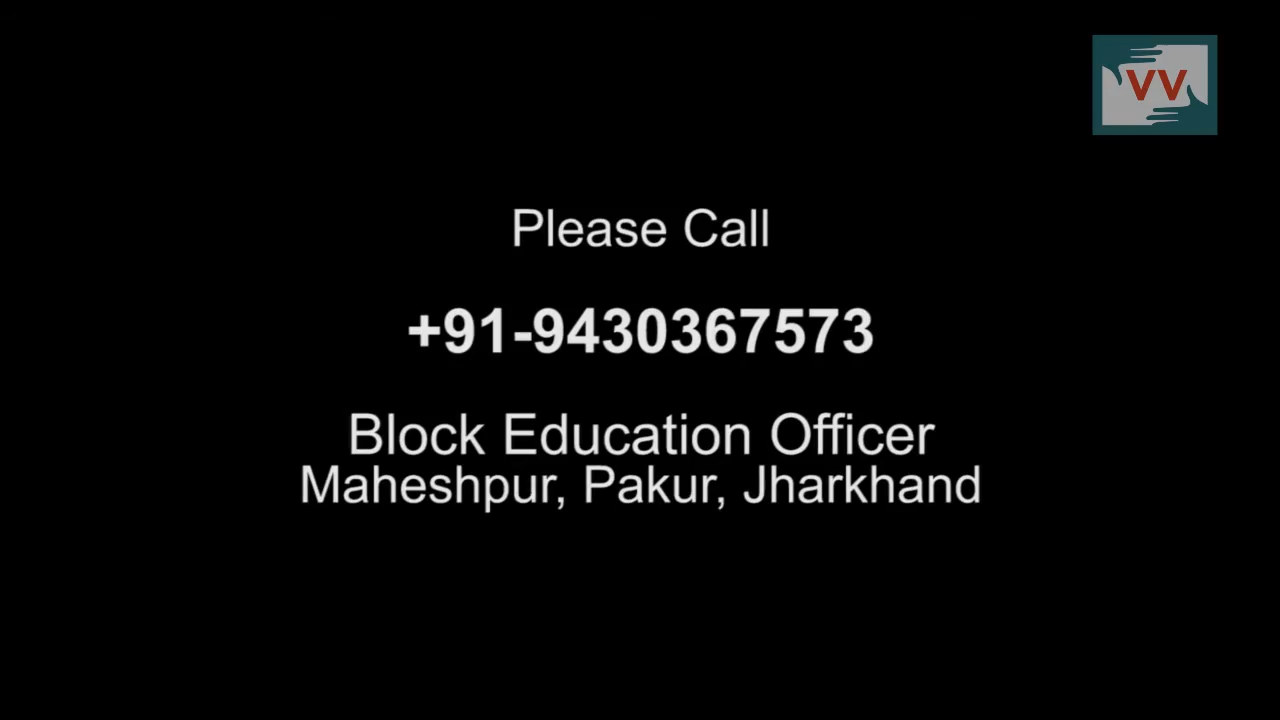 VV
Please Call
+91-9430367573
Block Education Officer
Maheshpur, Pakur, Jharkhand